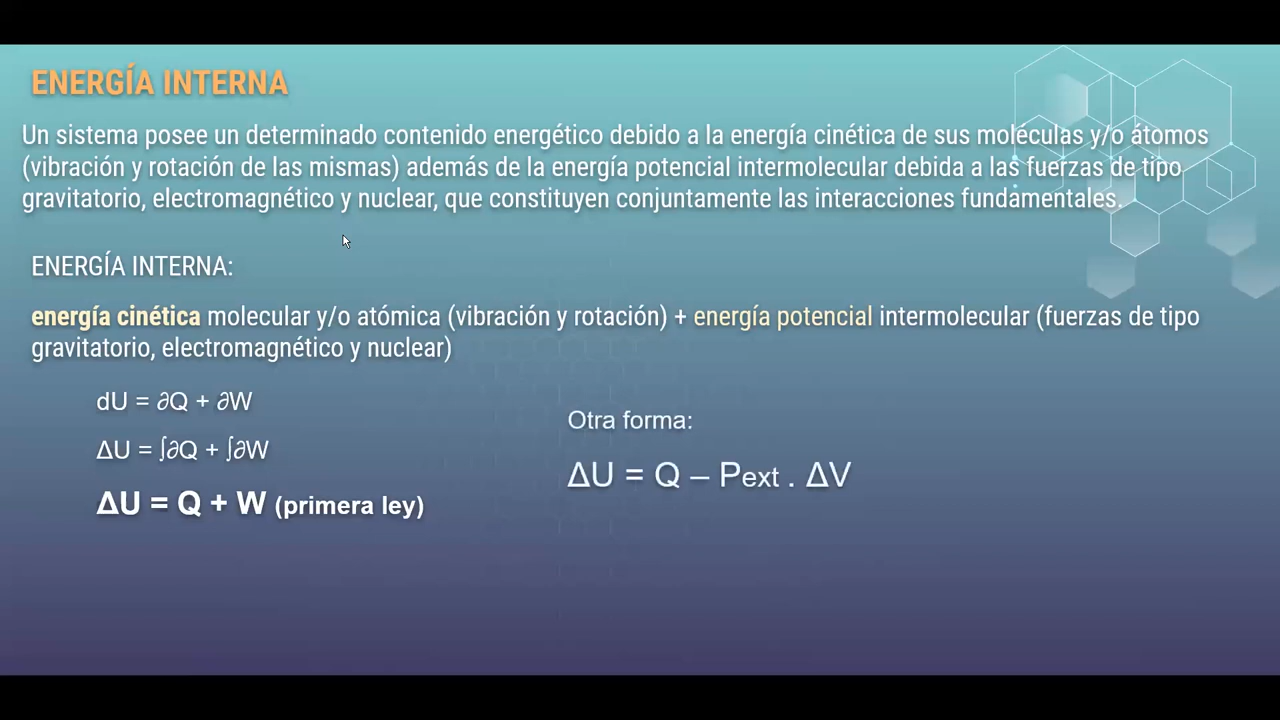 ENERGÍA INTERNA
Un sistema posee un determinado contenido energético debido a la energía cinética de sus moléculas y/o átomos
(vibración y rotación de las mismas) además de la energía potencial intermolecular debida a las fuerzas de tipo
gravitatorio, electromagnético y nuclear, que constituyen conjuntamente las interacciones fundamentales.
ENERGÍA INTERNA:
energía cinética molecular y/o atómica (vibración y rotación) + energía potencial intermolecular (fuerzas de tipo
gravitatorio, electromagnético y nuclear)
dU = ∂Q + ∂W
ΔU = ∫∂Q + ∫∂W
ΔU = Q + W (primera ley)
Otra forma:
ΔU = Q – Pext . ΔV